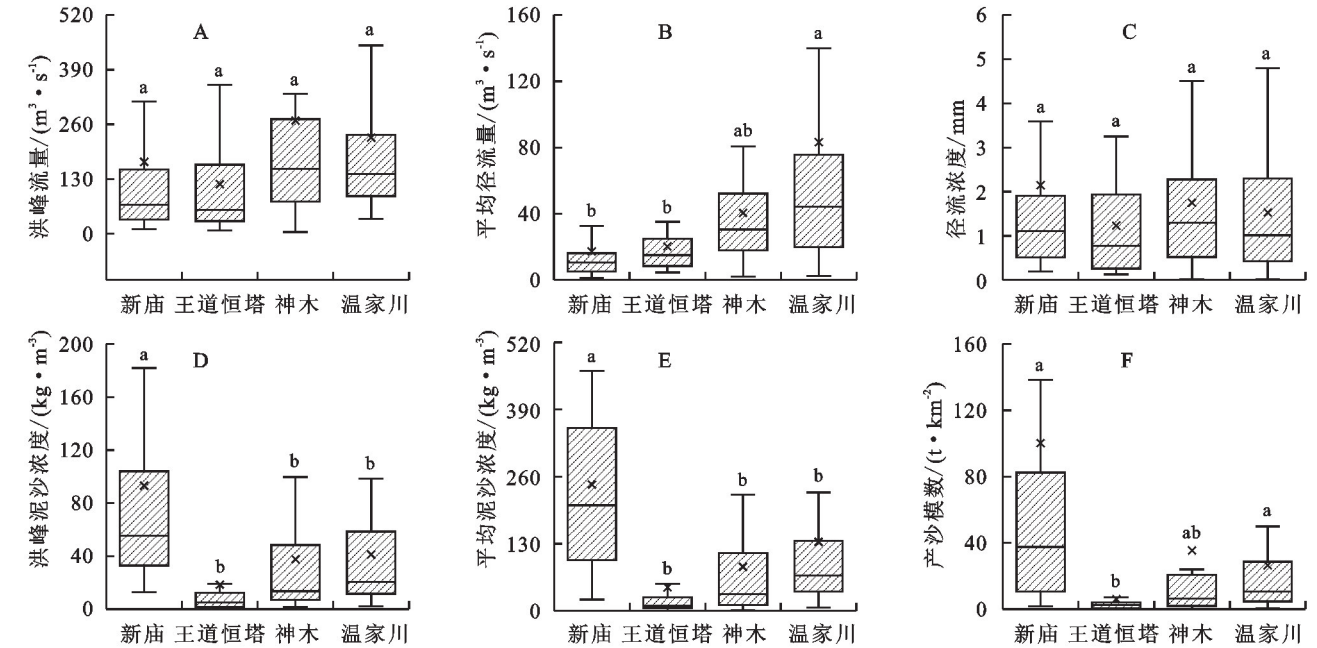 A
洪峰流量/(m³·s⁻¹)
520
390
260
130
0
a
a
a
a
新庙 王道恒塔 神木 温家川
B
平均径流量/(m³·s⁻¹)
160
120
80
40
0
b
b
ab
a
新庙 王道恒塔 神木 温家川
C
径流浓度/mm
6
5
4
3
2
1
0
a
a
a
a
新庙 王道恒塔 神木 温家川
D
洪峰泥沙浓度/(kg·m⁻³)
200
160
120
80
40
0
a
b
b
b
新庙 王道恒塔 神木 温家川
E
平均泥沙浓度/(kg·m⁻³)
520
390
260
130
0
a
b
b
b
新庙 王道恒塔 神木 温家川
F
产沙模数/(t·km⁻²)
160
120
80
40
0
a
b
ab
a
新庙 王道恒塔 神木 温家川